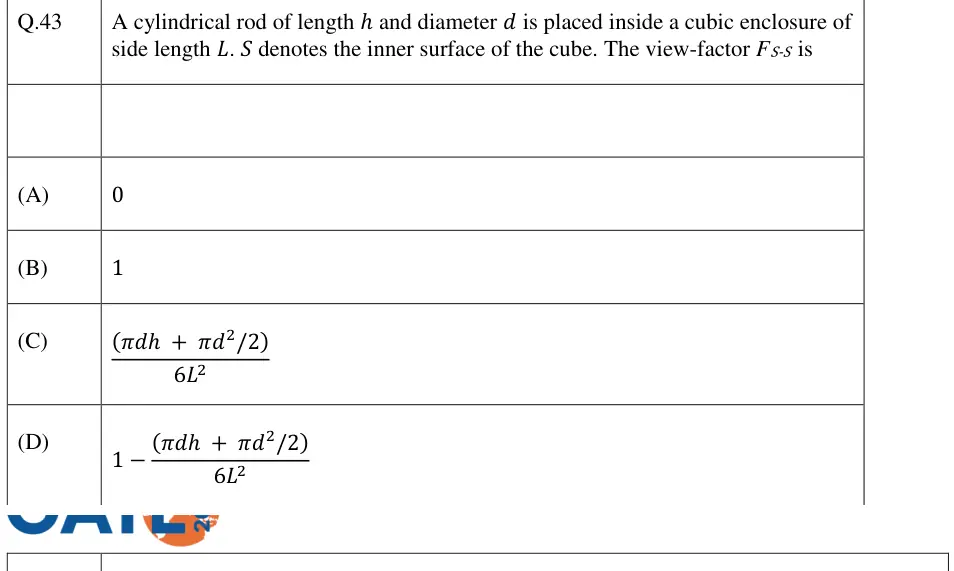 Q.43 A cylindrical rod of length ℎ and diameter 𝑑 is placed inside a cubic enclosure of
side length 𝐿. 𝑆 denotes the inner surface of the cube. The view-factor 𝐹S-S is
(A) 0
(B) 1
(C) (𝜋𝑑ℎ + 𝜋𝑑²/2)
6𝐿²
(D) 1 − (𝜋𝑑ℎ + 𝜋𝑑²/2)
6𝐿²